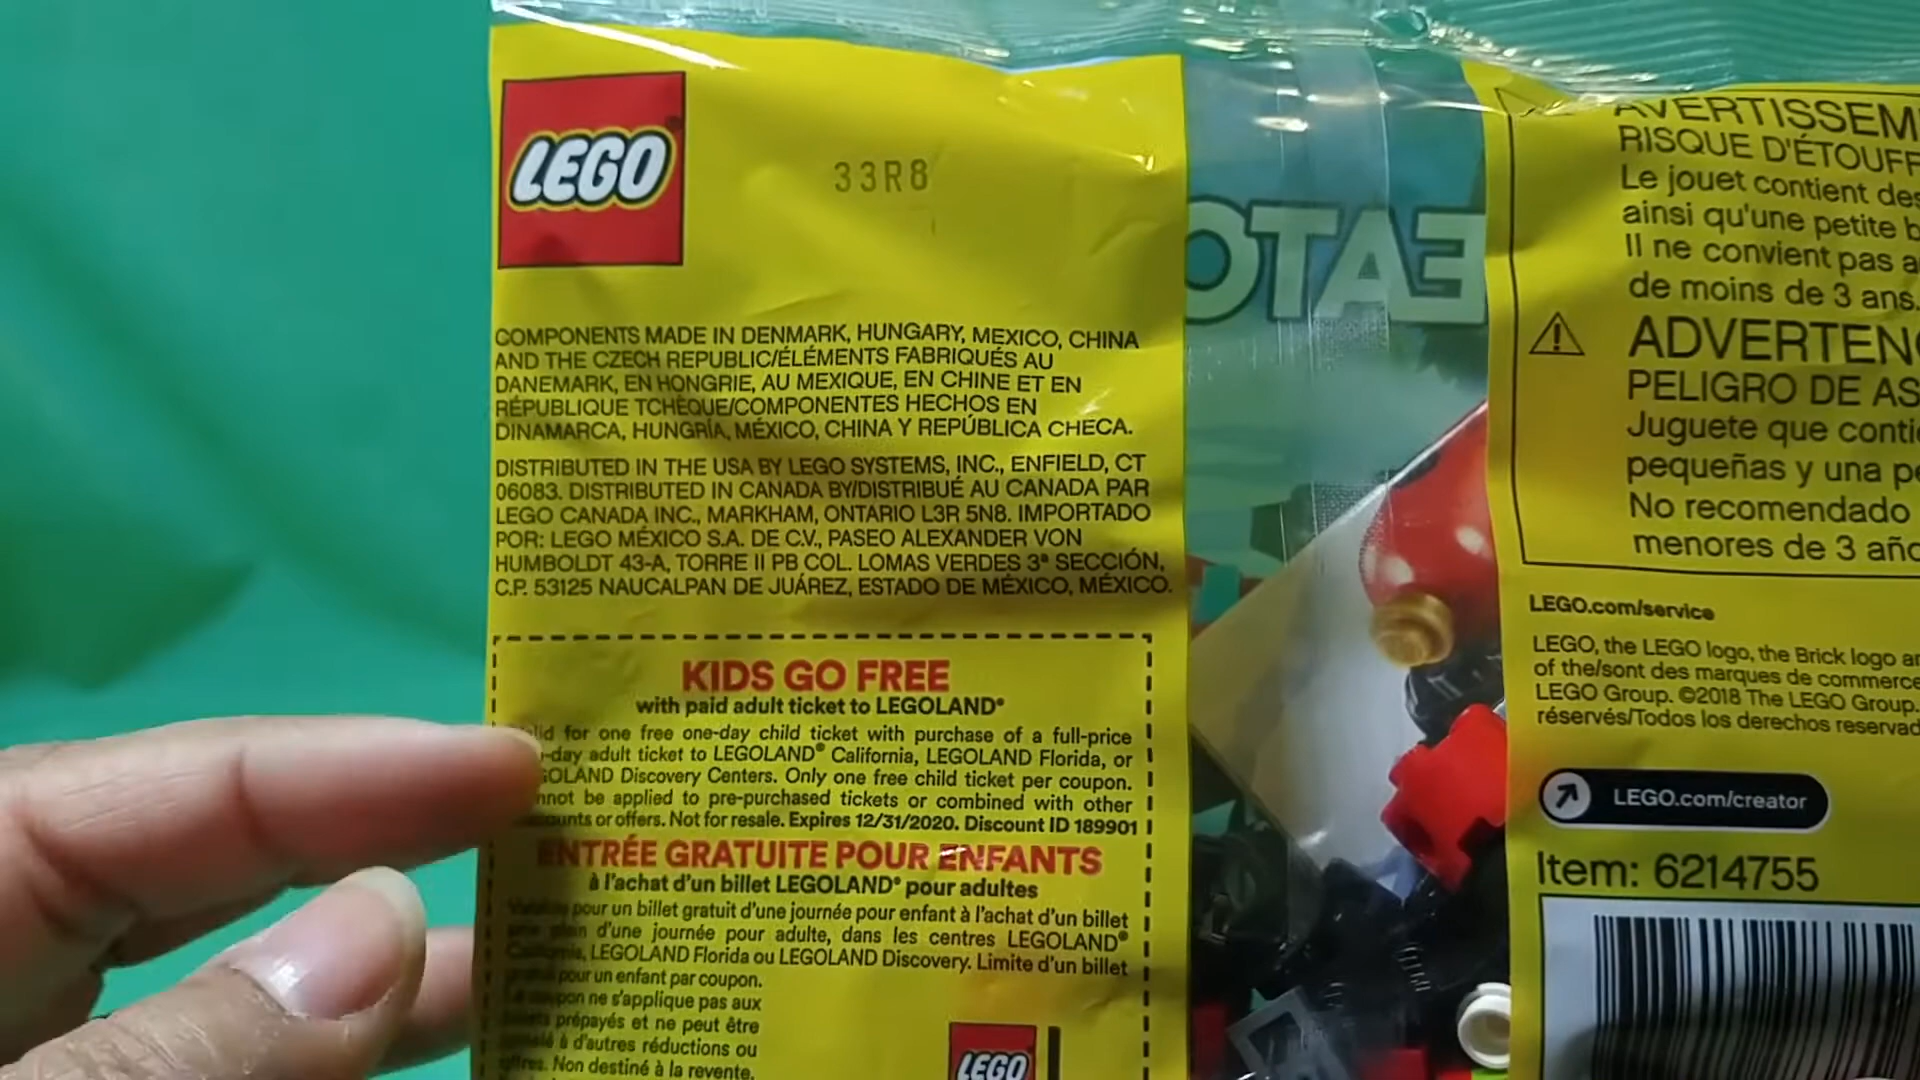 LEGO
33R8
COMPONENTS MADE IN DENMARK, HUNGARY, MEXICO, CHINA
AND THE CZECH REPUBLIC/ÉLÉMENTS FABRIQUÉS AU
DANEMARK, EN HONGRIE, AU MEXIQUE, EN CHINE ET EN
RÉPUBLIQUE TCHÈQUE/COMPONENTES HECHOS EN
DINAMARCA, HUNGRÍA, MÉXICO, CHINA Y REPÚBLICA CHECA.
DISTRIBUTED IN THE USA BY LEGO SYSTEMS, INC., ENFIELD, CT
06083. DISTRIBUTED IN CANADA BY/DISTRIBUÉ AU CANADA PAR
LEGO CANADA INC., MARKHAM, ONTARIO L3R 5N8. IMPORTADO
POR: LEGO MÉXICO S.A. DE C.V., PASEO ALEXANDER VON
HUMBOLDT 43-A, TORRE II PB COL. LOMAS VERDES 3ª SECCIÓN,
C.P. 53125 NAUCALPAN DE JUÁREZ, ESTADO DE MÉXICO, MÉXICO.
KIDS GO FREE
with paid adult ticket to LEGOLAND®
for one free one-day child ticket with purchase of a full-price
-day adult ticket to LEGOLAND® California, LEGOLAND Florida, or
Discovery Centers. Only one free child ticket per coupon.
be applied to pre-purchased tickets or combined with other
or offers. Not for resale. Expires 12/31/2020. Discount ID 189901
ENTRÉE GRATUITE POUR ENFANTS
à l'achat d'un billet LEGOLAND® pour adultes
pour un billet gratuit d'une journée pour enfant à l'achat d'un billet
d'une journée pour adulte, dans les centres LEGOLAND®
California, LEGOLAND Florida ou LEGOLAND Discovery. Limite d'un billet
pour un enfant par coupon.
ne s'applique pas aux
prépayés et ne peut être
à d'autres réductions ou
offres. Non destiné à la revente.
LEGO
AVERTISSEM
RISQUE D'ÉTOUFF
Le jouet contient des
ainsi qu'une petite b
Il ne convient pas a
de moins de 3 ans.
ADVERTENC
PELIGRO DE AS
Juguete que contie
pequeñas y una pe
No recomendado
menores de 3 año
LEGO.com/service
LEGO, the LEGO logo, the Brick logo an
of the/sont des marques de commerce
LEGO Group. ©2018 The LEGO Group.
réservés/Todos los derechos reservad
LEGO.com/creator
Item: 6214755